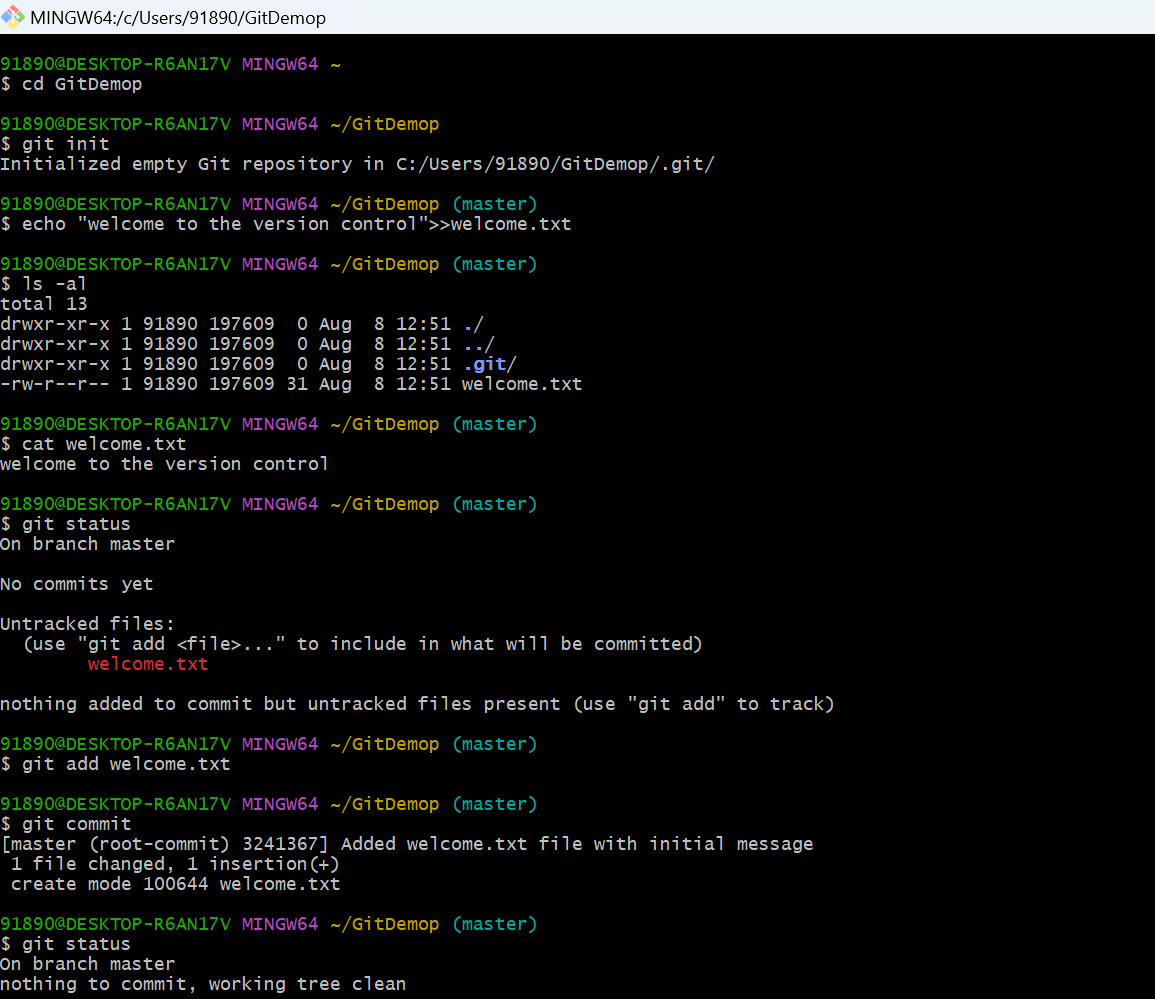 MINGW64:/c/Users/91890/GitDemop
91890@DESKTOP-R6AN17V MINGW64 ~
$ cd GitDemop
91890@DESKTOP-R6AN17V MINGW64 ~/GitDemop
$ git init
Initialized empty Git repository in C:/Users/91890/GitDemop/.git/
91890@DESKTOP-R6AN17V MINGW64 ~/GitDemop (master)
$ echo "welcome to the version control">>welcome.txt
91890@DESKTOP-R6AN17V MINGW64 ~/GitDemop (master)
$ ls -al
total 13
drwxr-xr-x 1 91890 197609  0 Aug  8 12:51 ./
drwxr-xr-x 1 91890 197609  0 Aug  8 12:51 ../
drwxr-xr-x 1 91890 197609  0 Aug  8 12:51 .git/
-rw-r--r-- 1 91890 197609 31 Aug  8 12:51 welcome.txt
91890@DESKTOP-R6AN17V MINGW64 ~/GitDemop (master)
$ cat welcome.txt
welcome to the version control
91890@DESKTOP-R6AN17V MINGW64 ~/GitDemop (master)
$ git status
On branch master
No commits yet
Untracked files:
  (use "git add <file>..." to include in what will be committed)
        welcome.txt
nothing added to commit but untracked files present (use "git add" to track)
91890@DESKTOP-R6AN17V MINGW64 ~/GitDemop (master)
$ git add welcome.txt
91890@DESKTOP-R6AN17V MINGW64 ~/GitDemop (master)
$ git commit
[master (root-commit) 3241367] Added welcome.txt file with initial message
 1 file changed, 1 insertion(+)
 create mode 100644 welcome.txt
91890@DESKTOP-R6AN17V MINGW64 ~/GitDemop (master)
$ git status
On branch master
nothing to commit, working tree clean